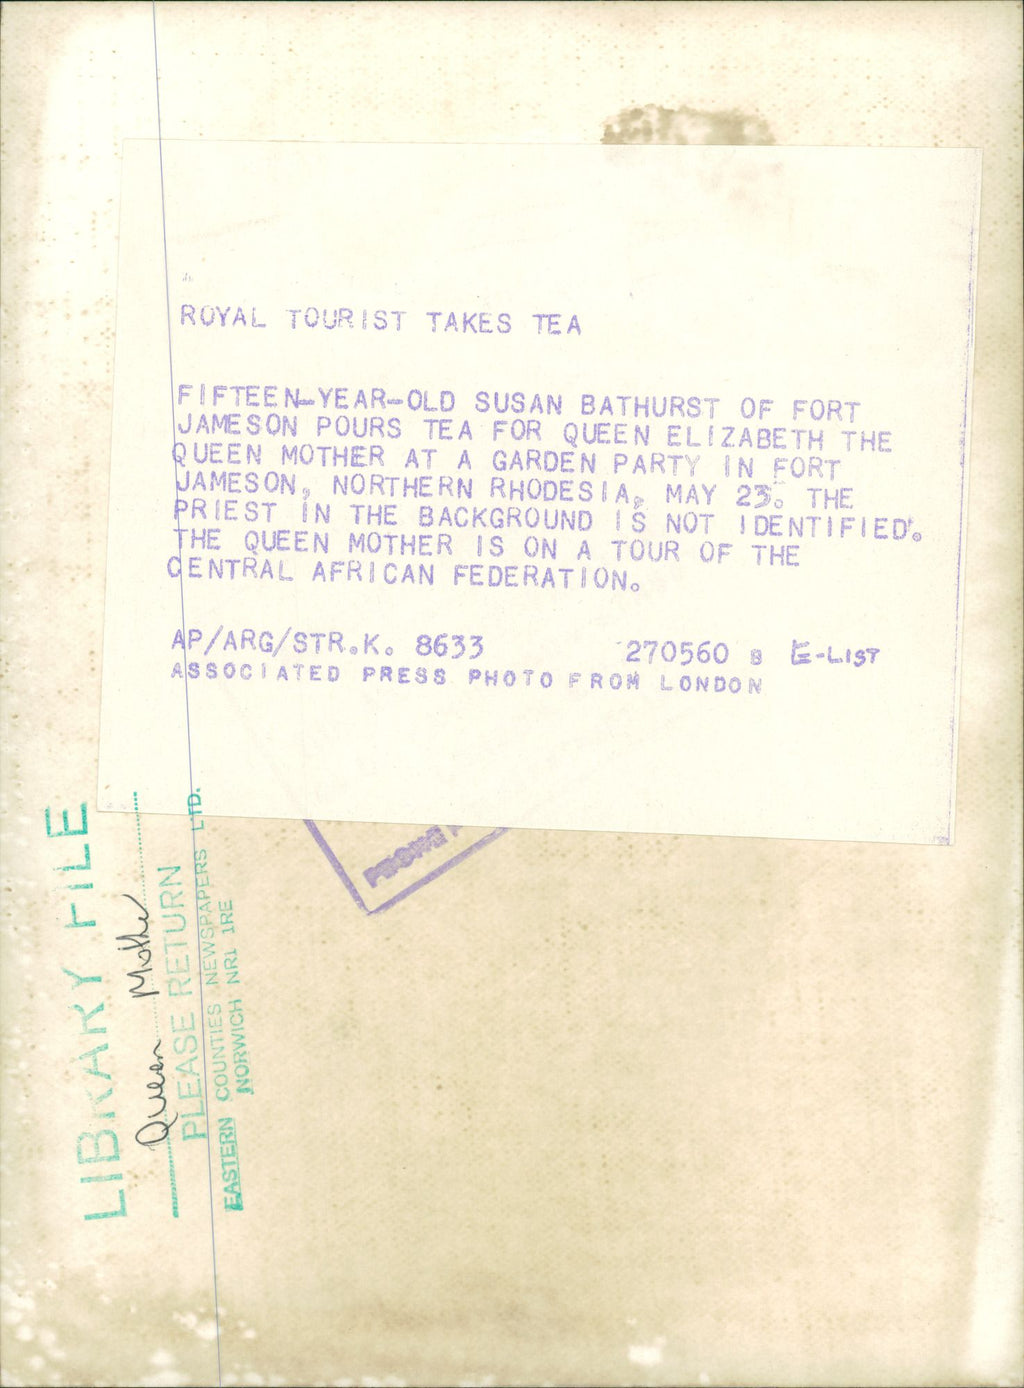 ROYAL TOURIST TAKES TEA
FIFTEEN-YEAR-OLD SUSAN BATHURST OF FORT
JAMESON POURS TEA FOR QUEEN ELIZABETH THE
QUEEN MOTHER AT A GARDEN PARTY IN FORT
JAMESON, NORTHERN RHODESIA, MAY 23. THE
PRIEST IN THE BACKGROUND IS NOT IDENTIFIED.
THE QUEEN MOTHER IS ON A TOUR OF THE
CENTRAL AFRICAN FEDERATION.
AP/ARG/STR.K. 8633 270560 B E-LIST
ASSOCIATED PRESS PHOTO FROM LONDON
LIBRARY FILE
Queen Mother
PLEASE RETURN
EASTERN COUNTIES NEWSPAPERS LTD.
NORWICH NR1 1RE